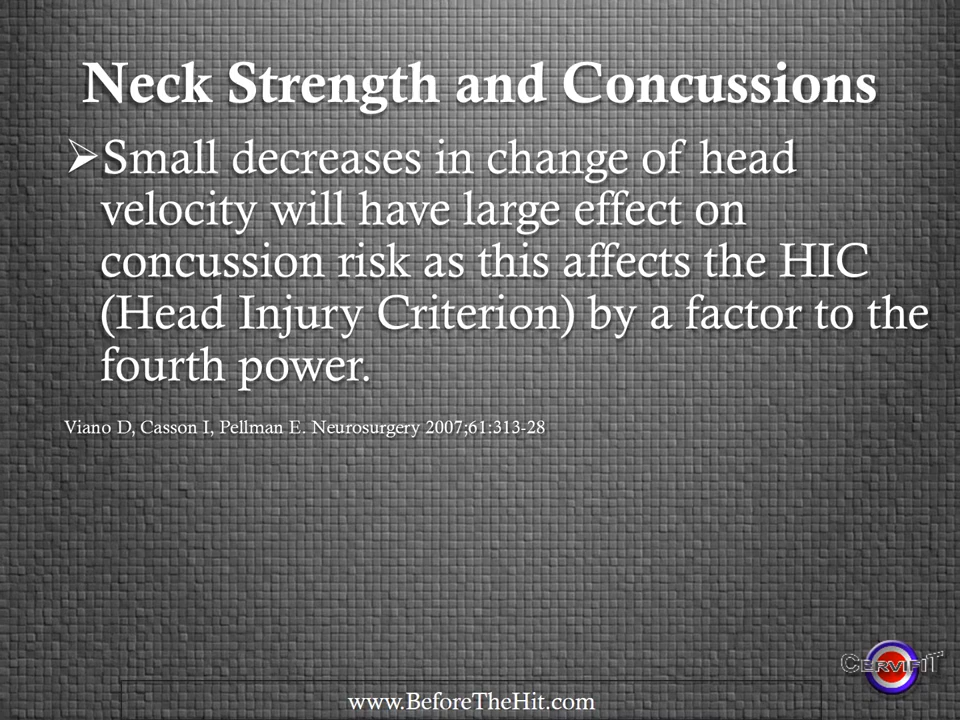 Neck Strength and Concussions
➢Small decreases in change of head
velocity will have large effect on
concussion risk as this affects the HIC
(Head Injury Criterion) by a factor to the
fourth power.
Viano D, Casson I, Pellman E. Neurosurgery 2007;61:313-28
CERVIFIT
www.BeforeTheHit.com